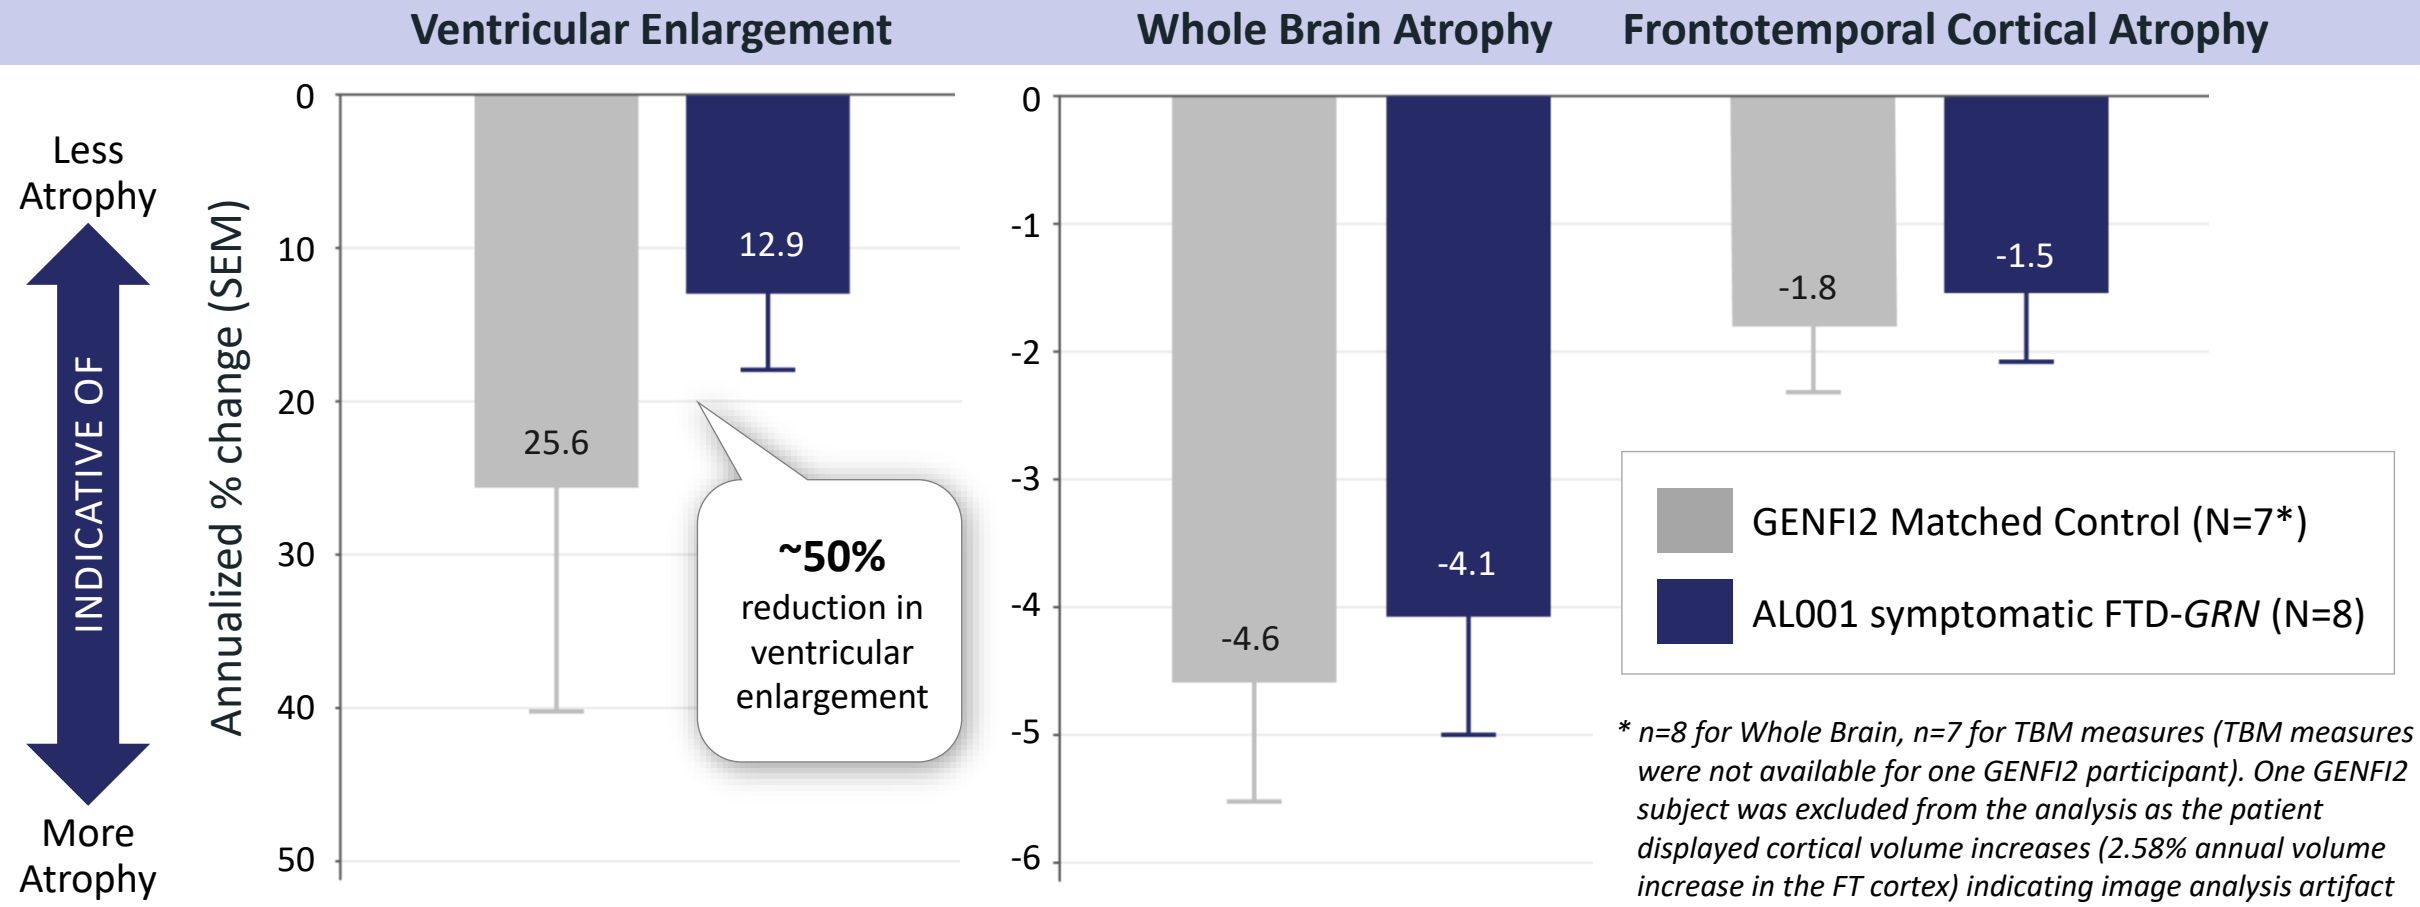 Ventricular Enlargement
Whole Brain Atrophy
Frontotemporal Cortical Atrophy
Less
Atrophy
INDICATIVE OF
More
Atrophy
Annualized % change (SEM)
0
10
20
30
40
50
25.6
12.9
~50%
reduction in
ventricular
enlargement
0
-1
-2
-3
-4
-5
-6
-4.6
-4.1
-1.8
-1.5
GENFI2 Matched Control (N=7*)
AL001 symptomatic FTD-GRN (N=8)
* n=8 for Whole Brain, n=7 for TBM measures (TBM measures
were not available for one GENFI2 participant). One GENFI2
subject was excluded from the analysis as the patient
displayed cortical volume increases (2.58% annual volume
increase in the FT cortex) indicating image analysis artifact